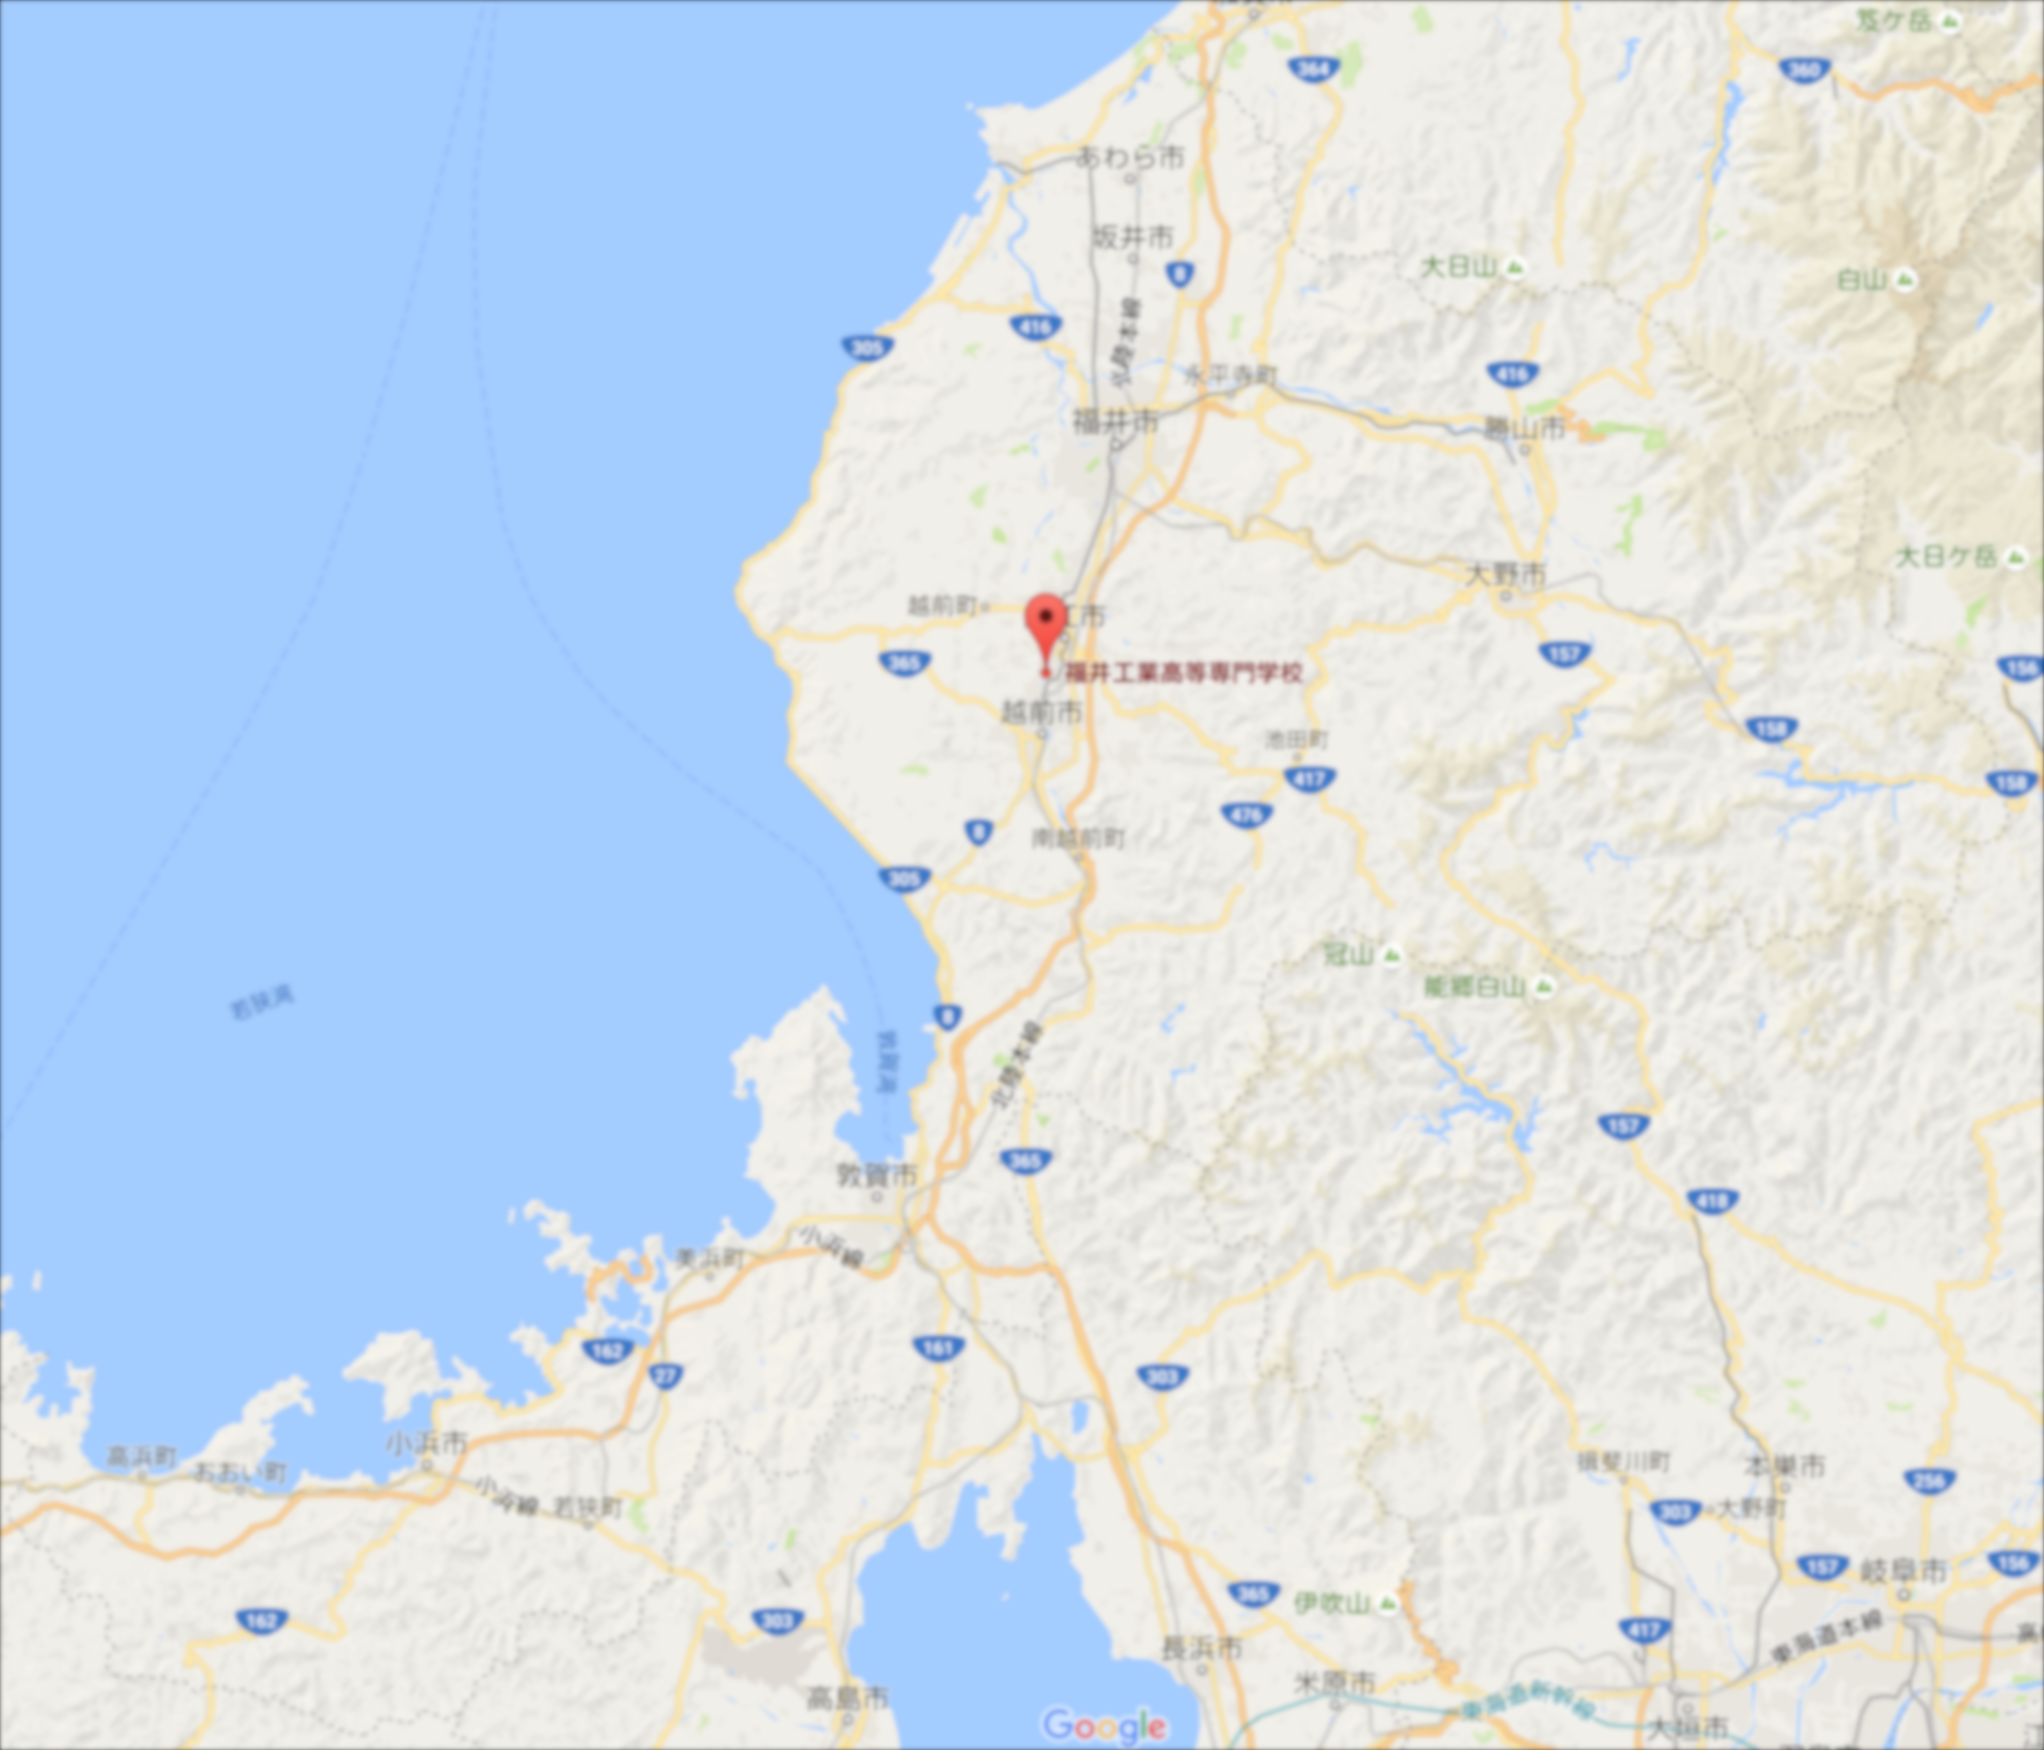 笈ケ岳
364
360
あわら市
坂井市
8
大日山
白山
北陸本線
416
305
永平寺町
416
福井市
勝山市
大日ケ岳
大野市
越前町
江市
365
157
156
福井工業高等専門学校
越前市
158
池田町
417
158
476
8
南越前町
305
冠山
能郷白山
若狭湾
8
敦賀湾
北陸本線
157
365
敦賀市
418
小浜線
美浜町
161
162
27
303
小浜市
高浜町
おおい町
揖斐川町
本巣市
256
小浜線
若狭町
303
大野町
157
156
岐阜市
365
伊吹山
162
303
417
東海道本線
長浜市
米原市
高島市
東海道新幹線
Google
大垣市